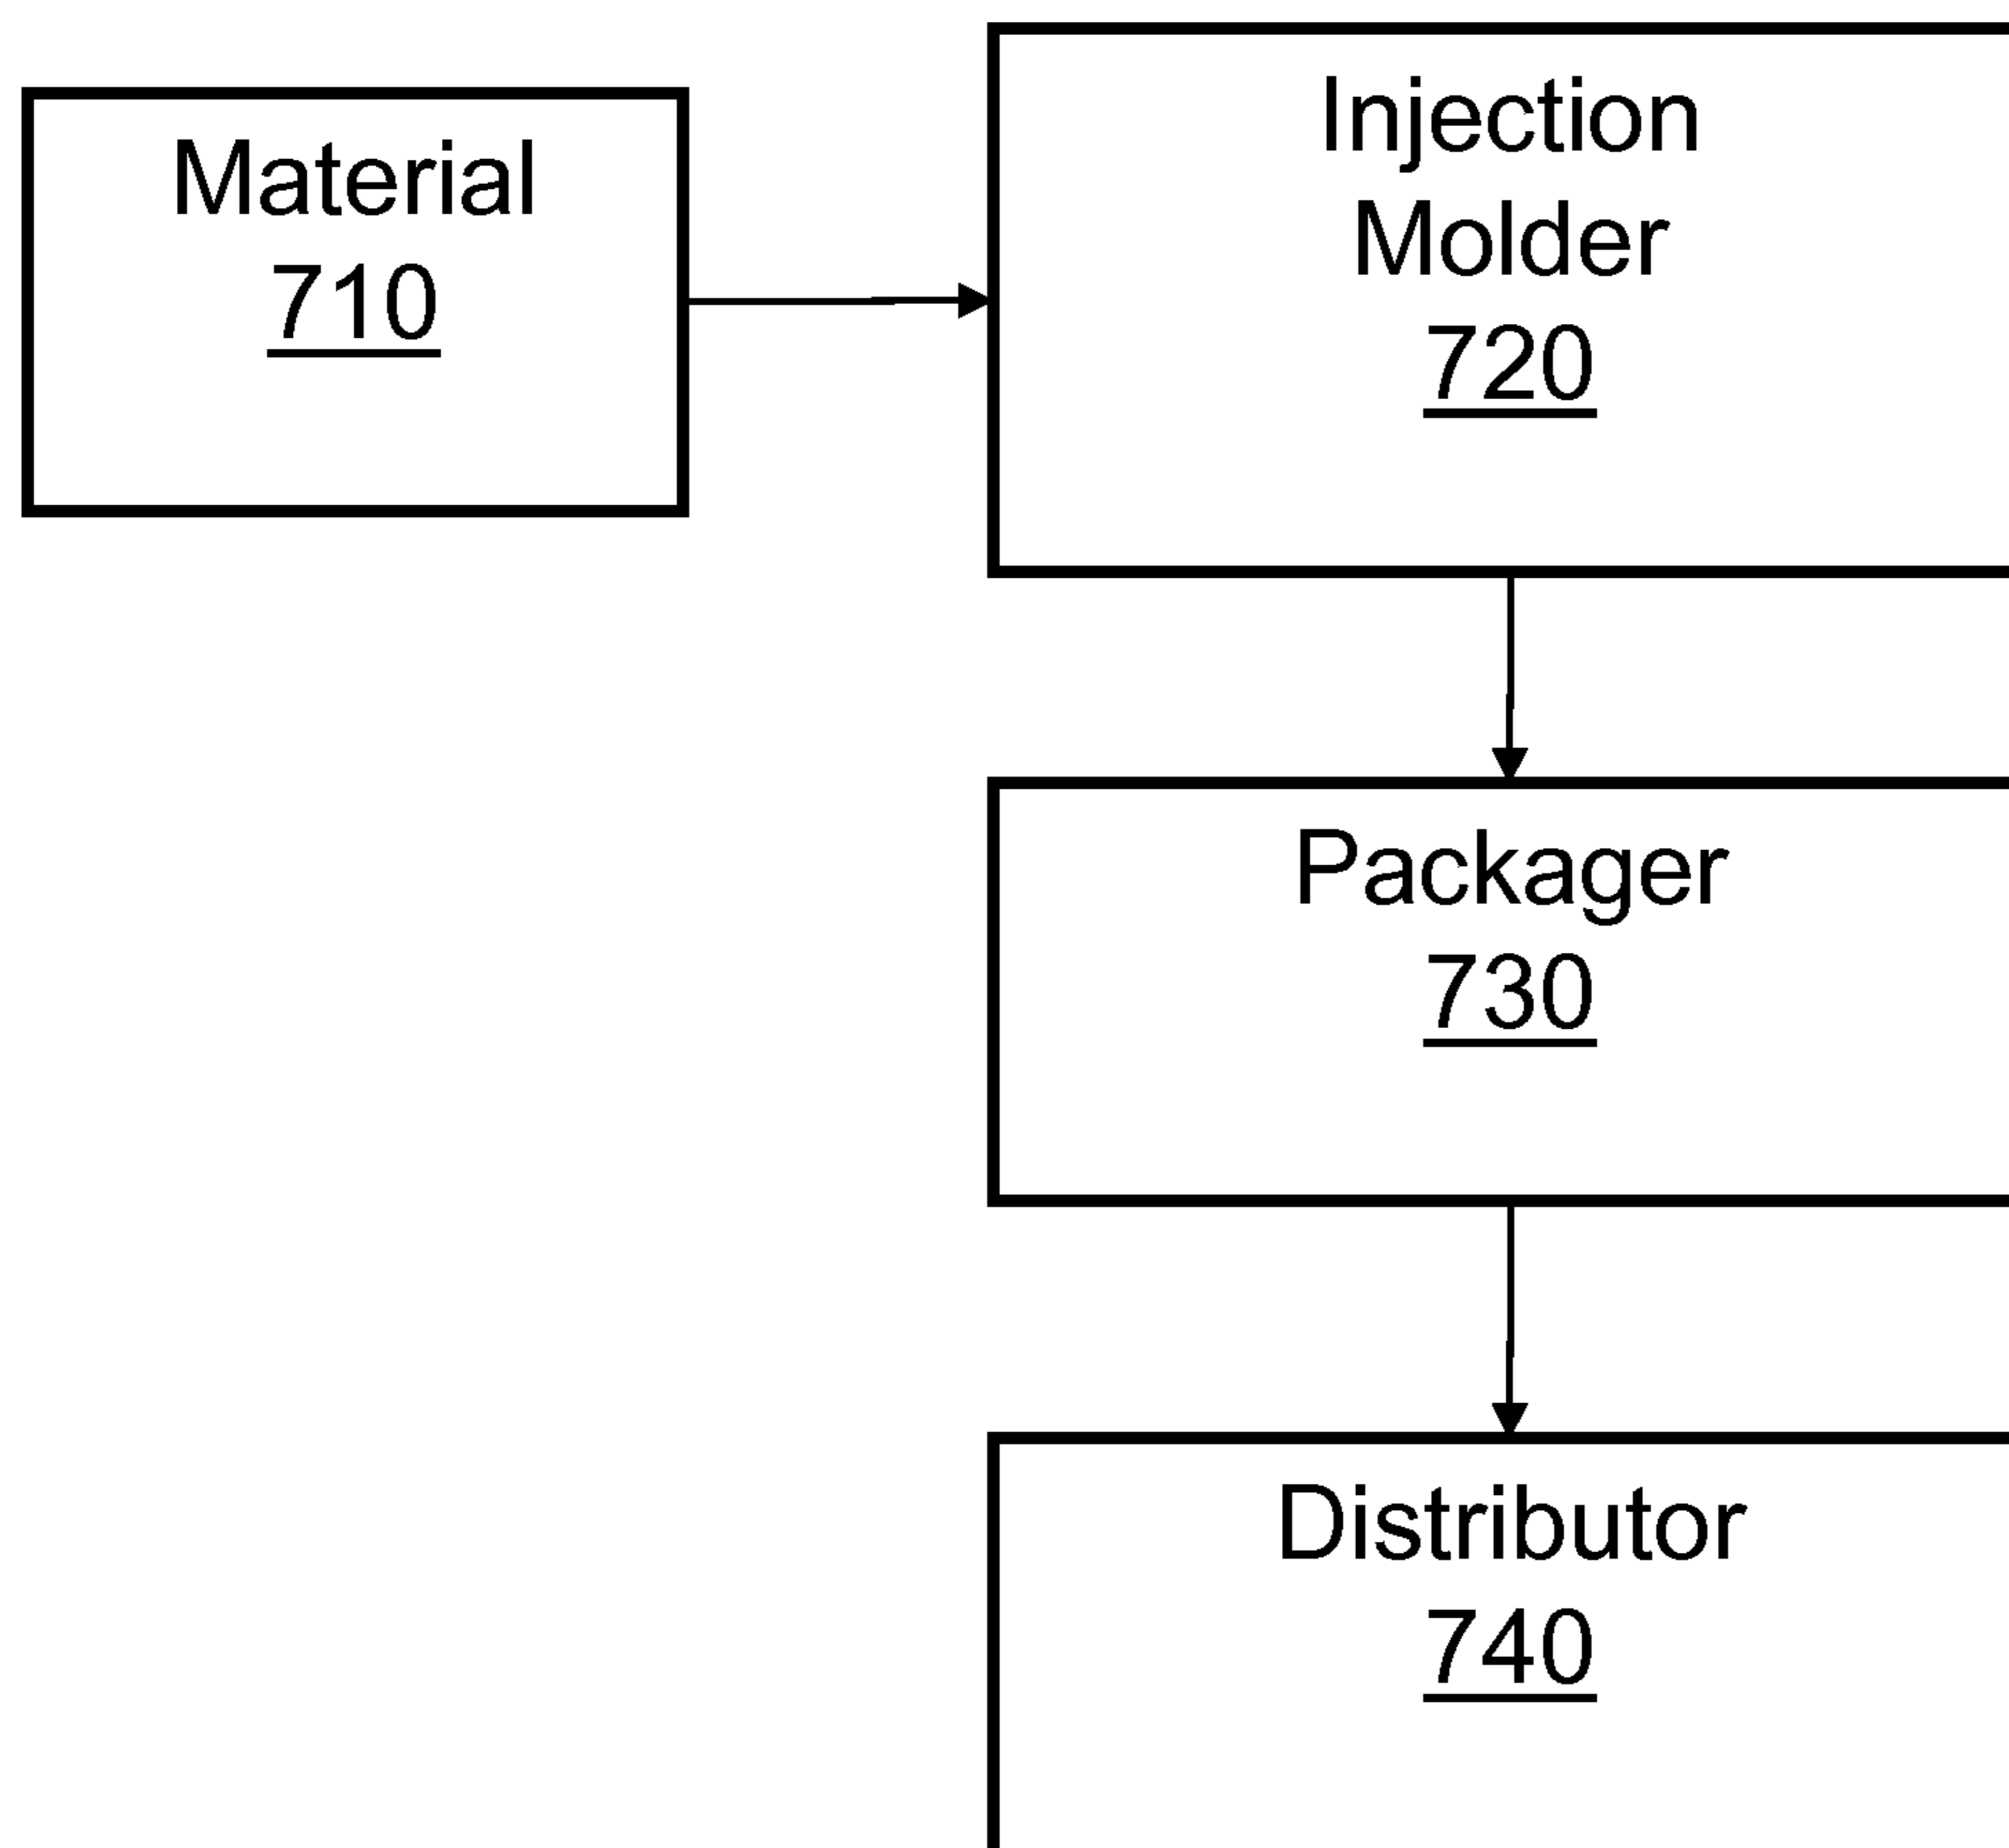 Material
710
Injection
Molder
720
Packager
730
Distributor
740